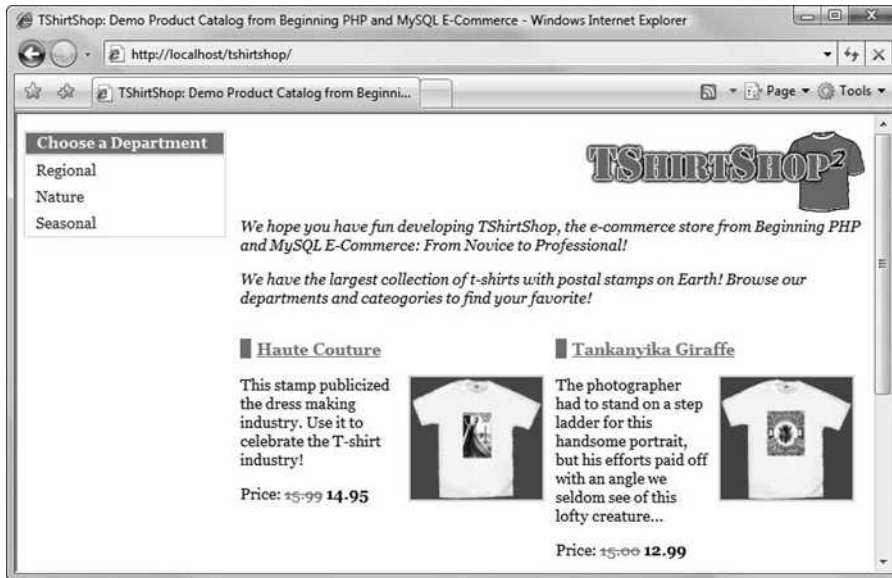 TShirtShop: Demo Product Catalog from Beginning PHP and MySQL E-Commerce - Windows Internet Explorer
http://localhost/tshirtshop/
TShirtShop: Demo Product Catalog from Beginni...
Page
Tools
Choose a Department
Regional
Nature
Seasonal
TShirtShop2
We hope you have fun developing TShirtShop, the e-commerce store from Beginning PHP
and MySQL E-Commerce: From Novice to Professional!
We have the largest collection of t-shirts with postal stamps on Earth! Browse our
departments and cateogories to find your favorite!
Haute Couture
This stamp publicized
the dress making
industry. Use it to
celebrate the T-shirt
industry!
Price: 15.99 14.95
Tankanyika Giraffe
The photographer
had to stand on a step
ladder for this
handsome portrait,
but his efforts paid off
with an angle we
seldom see of this
lofty creature...
Price: 15.00 12.99